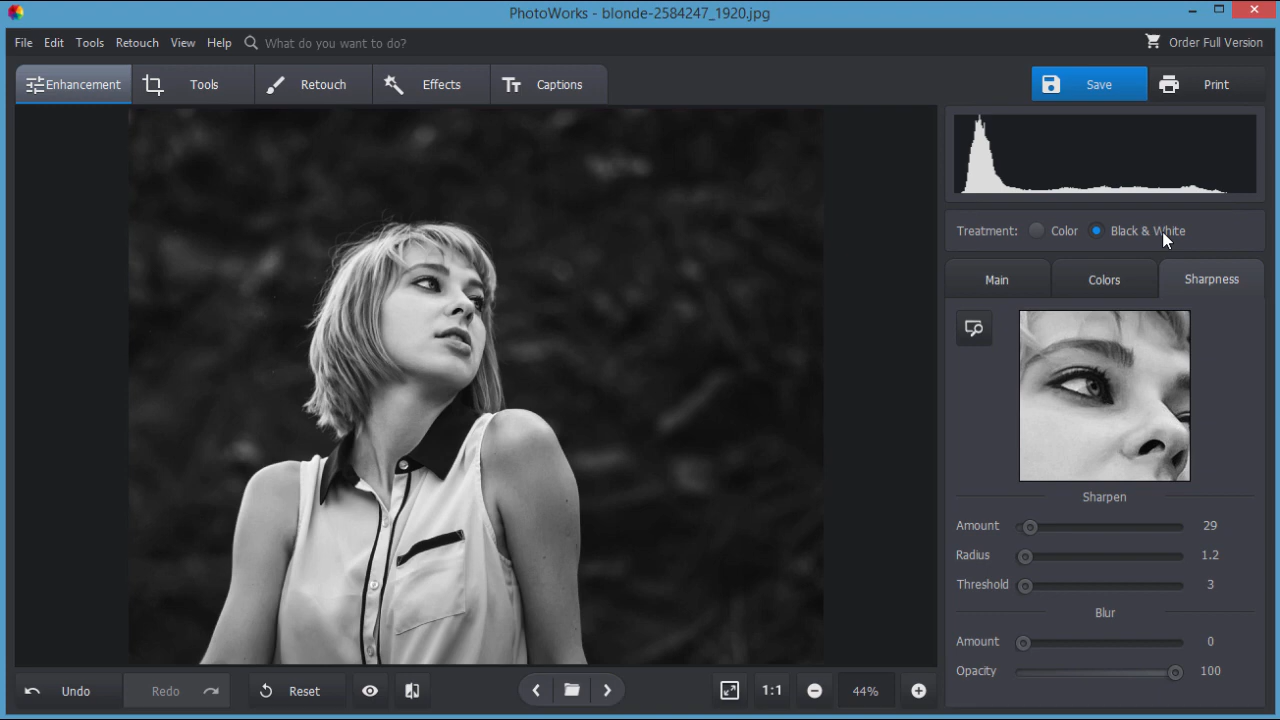 PhotoWorks - blonde-2584247_1920.jpg
File Edit Tools Retouch View Help What do you want to do? Order Full Version
Enhancement Tools Retouch Effects Tт Captions Save Print
Treatment: Color Black & White
Main Colors Sharpness
Sharpen
Amount 29
Radius 1.2
Threshold 3
Blur
Amount 0
Opacity 100
Undo Redo Reset 1:1 44%